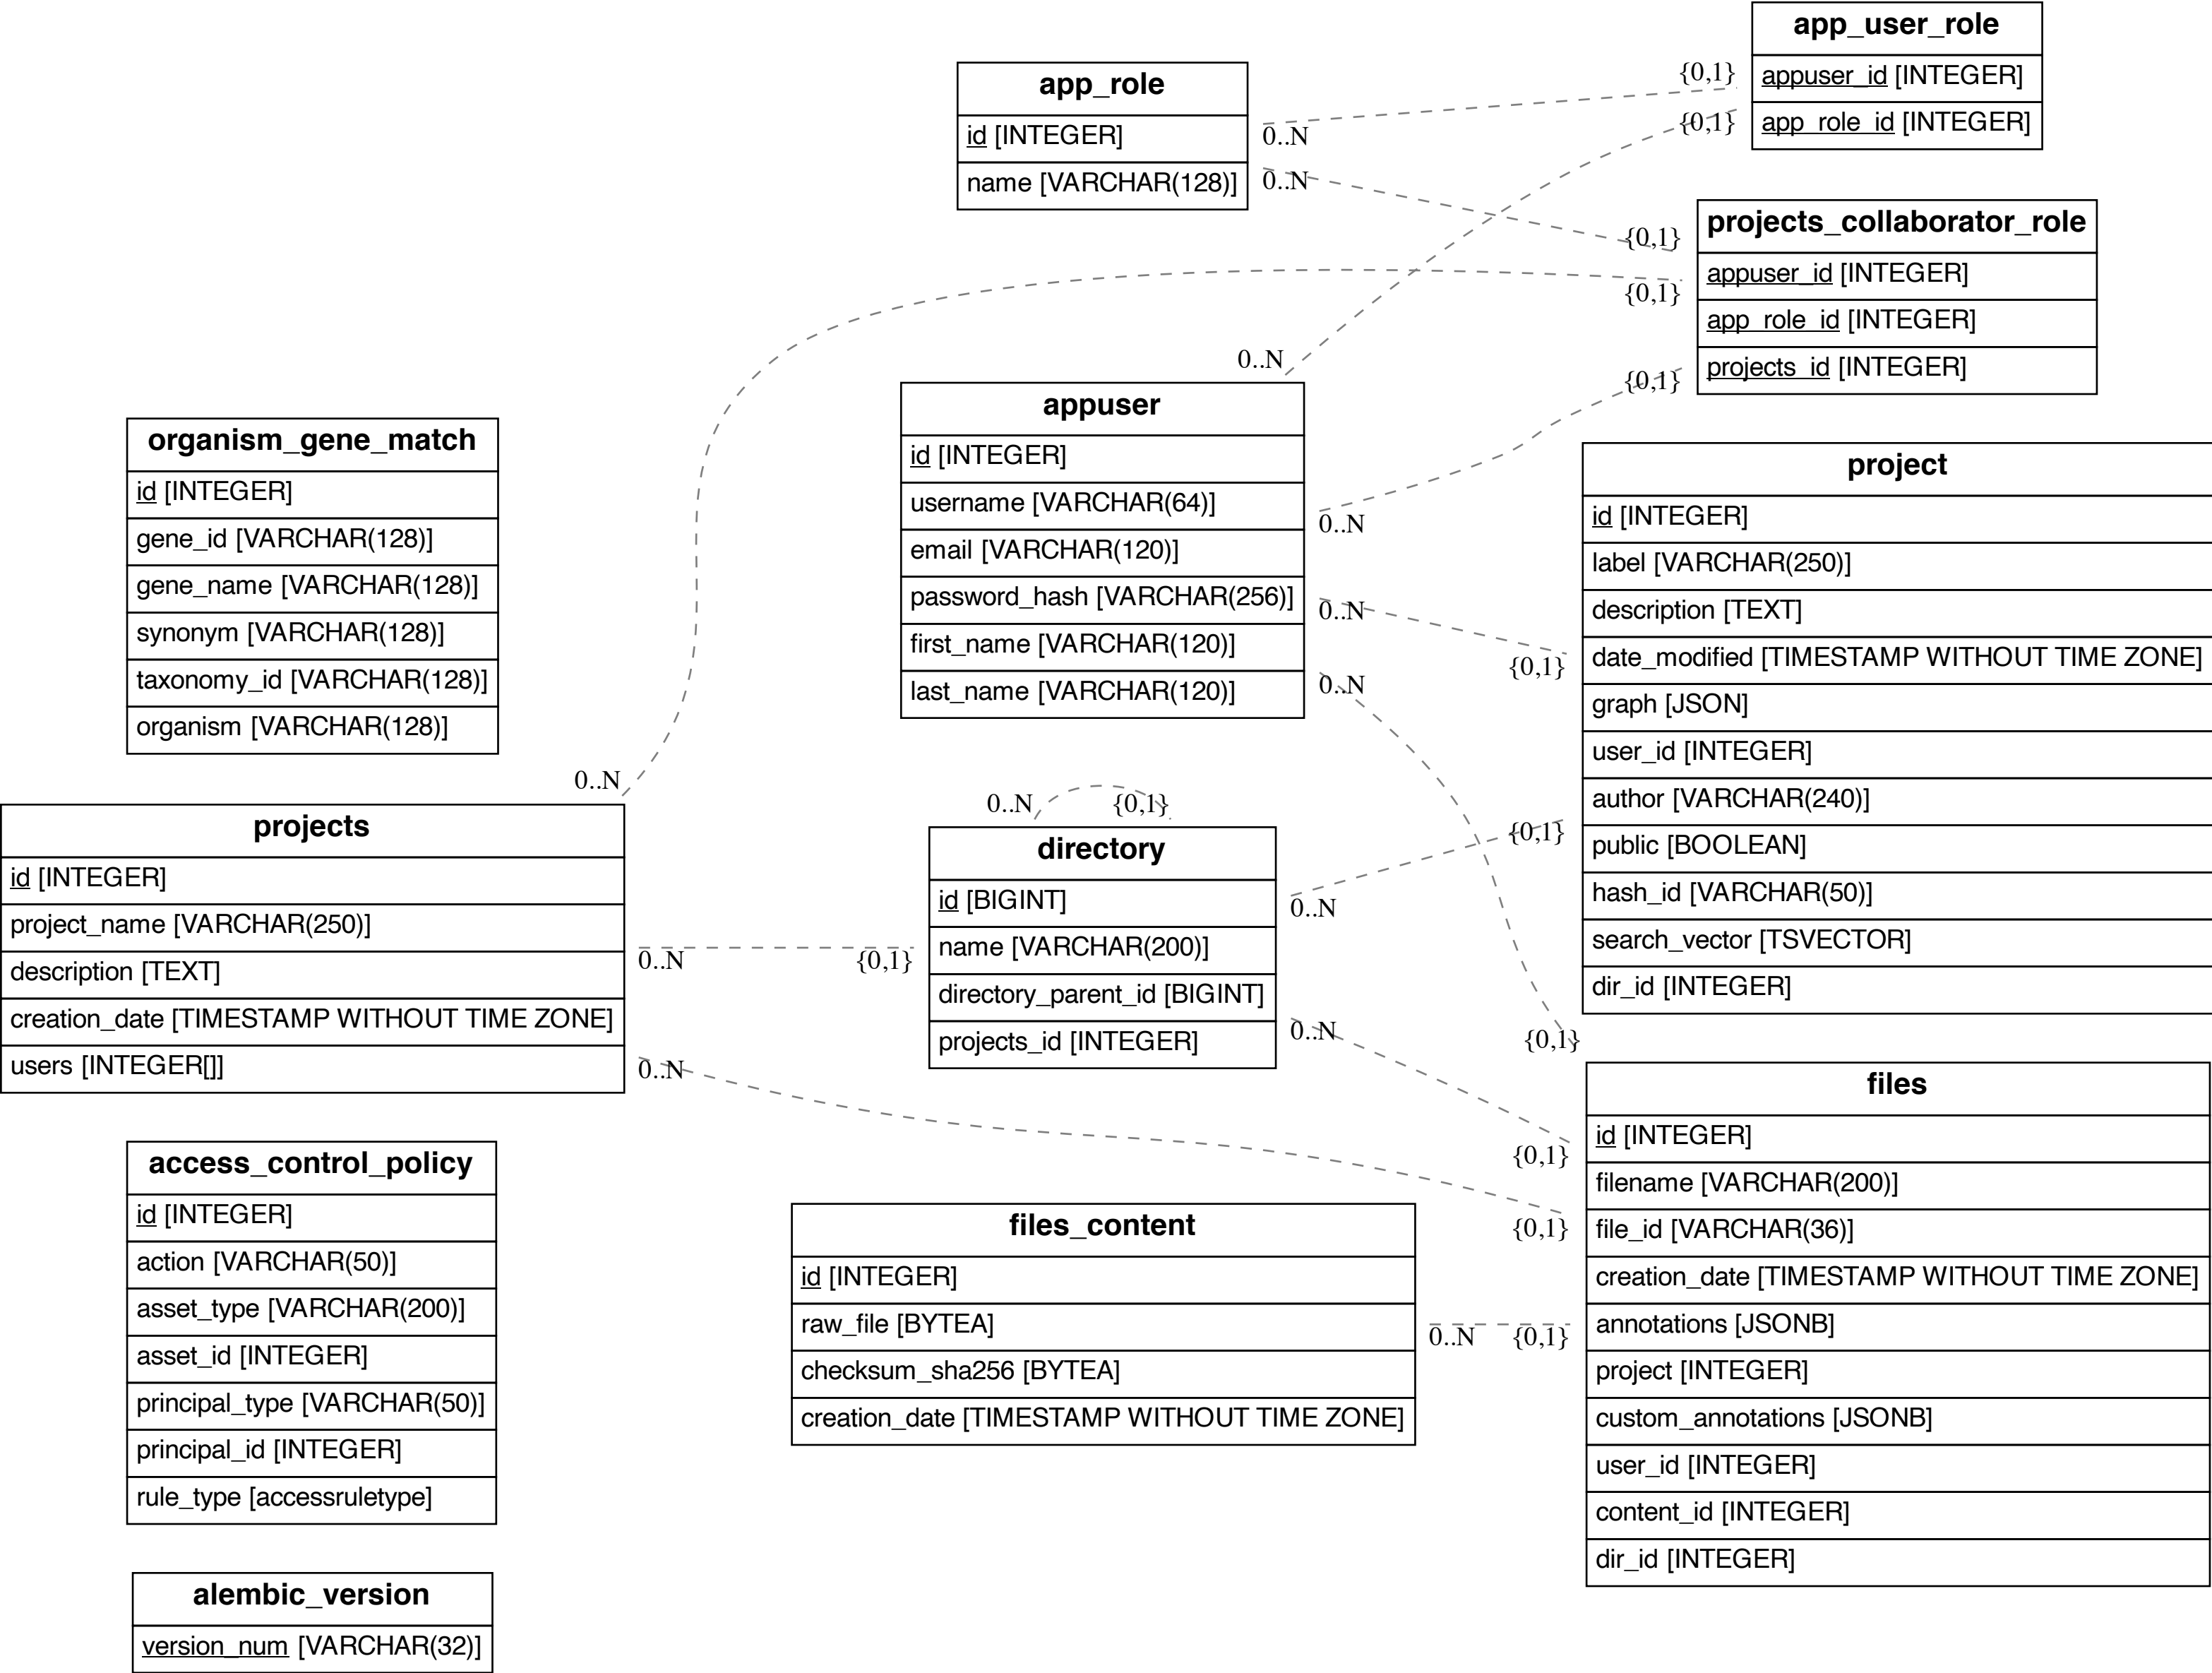 app_user_role
appuser_id [INTEGER]
app_role_id [INTEGER]
{0,1}
{0,1}
app_role
id [INTEGER]
name [VARCHAR(128)]
0..N
0..N
projects_collaborator_role
appuser_id [INTEGER]
app_role_id [INTEGER]
projects_id [INTEGER]
{0,1}
{0,1}
{0,1}
0..N
appuser
id [INTEGER]
username [VARCHAR(64)]
email [VARCHAR(120)]
password_hash [VARCHAR(256)]
first_name [VARCHAR(120)]
last_name [VARCHAR(120)]
0..N
0..N
0..N
organism_gene_match
id [INTEGER]
gene_id [VARCHAR(128)]
gene_name [VARCHAR(128)]
synonym [VARCHAR(128)]
taxonomy_id [VARCHAR(128)]
organism [VARCHAR(128)]
project
id [INTEGER]
label [VARCHAR(250)]
description [TEXT]
date_modified [TIMESTAMP WITHOUT TIME ZONE]
graph [JSON]
user_id [INTEGER]
author [VARCHAR(240)]
public [BOOLEAN]
hash_id [VARCHAR(50)]
search_vector [TSVECTOR]
dir_id [INTEGER]
{0,1}
{0,1}
0..N
projects
id [INTEGER]
project_name [VARCHAR(250)]
description [TEXT]
creation_date [TIMESTAMP WITHOUT TIME ZONE]
users [INTEGER[]]
0..N
0..N
0..N
{0,1}
{0,1}
directory
id [BIGINT]
name [VARCHAR(200)]
directory_parent_id [BIGINT]
projects_id [INTEGER]
0..N
0..N
{0,1}
files
id [INTEGER]
filename [VARCHAR(200)]
file_id [VARCHAR(36)]
creation_date [TIMESTAMP WITHOUT TIME ZONE]
annotations [JSONB]
project [INTEGER]
custom_annotations [JSONB]
user_id [INTEGER]
content_id [INTEGER]
dir_id [INTEGER]
{0,1}
{0,1}
{0,1}
access_control_policy
id [INTEGER]
action [VARCHAR(50)]
asset_type [VARCHAR(200)]
asset_id [INTEGER]
principal_type [VARCHAR(50)]
principal_id [INTEGER]
rule_type [accessruletype]
files_content
id [INTEGER]
raw_file [BYTEA]
checksum_sha256 [BYTEA]
creation_date [TIMESTAMP WITHOUT TIME ZONE]
0..N
alembic_version
version_num [VARCHAR(32)]